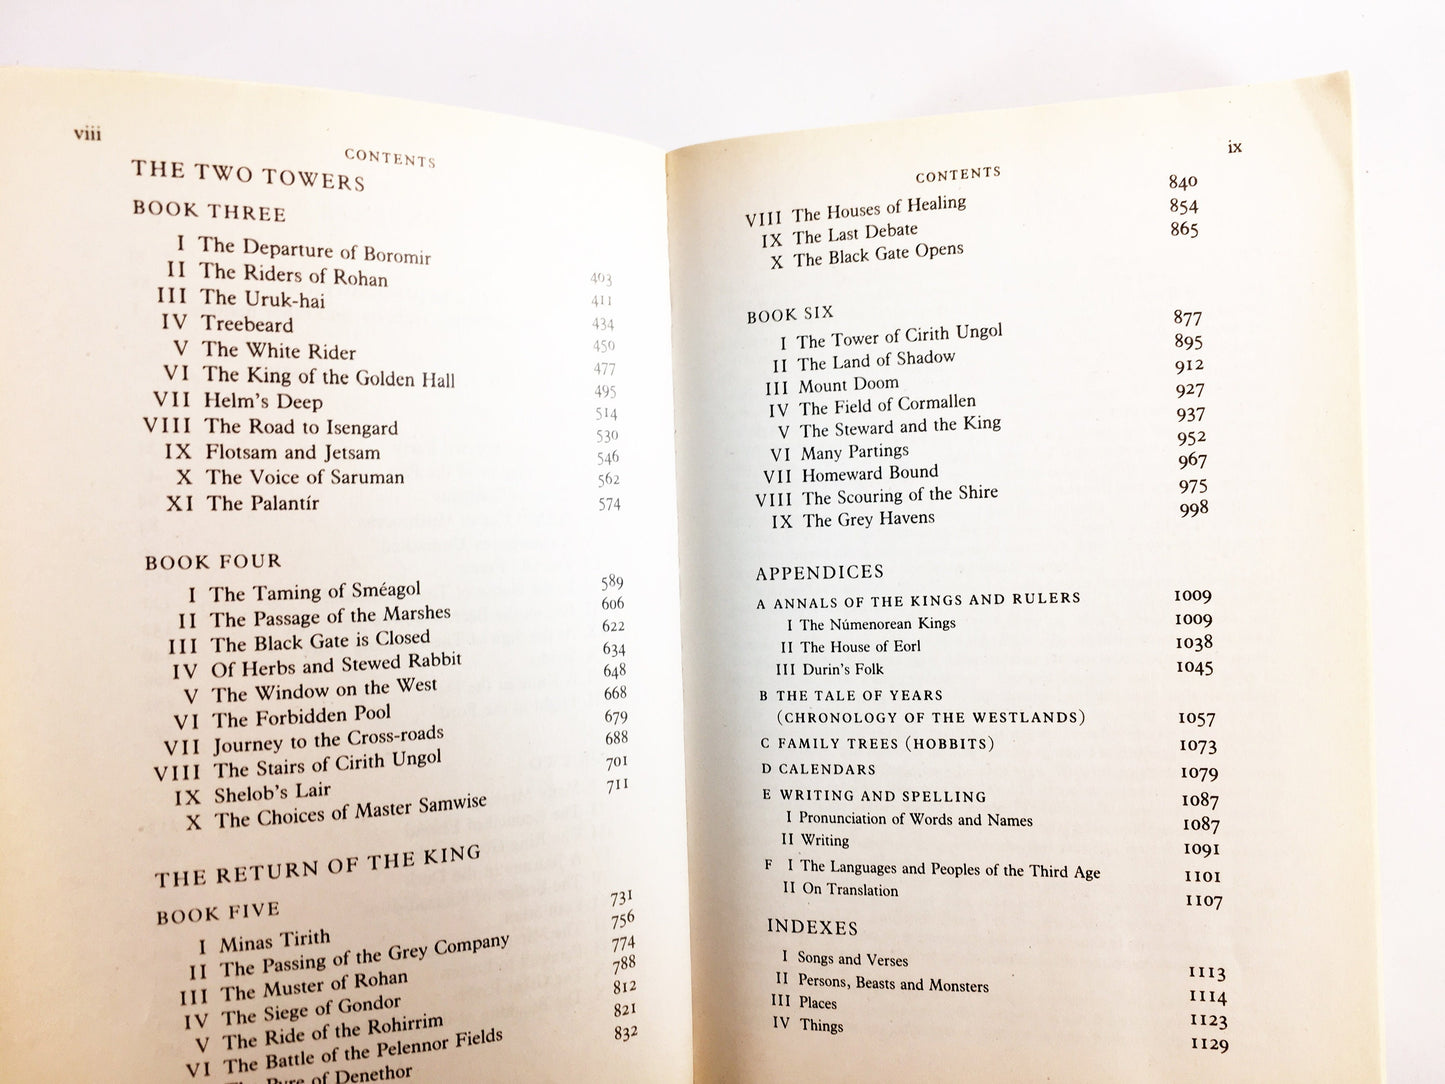 viii
CONTENTS
THE TWO TOWERS
BOOK THREE
I The Departure of Boromir 403
II The Riders of Rohan 411
III The Uruk-hai 434
IV Treebeard 450
V The White Rider 477
VI The King of the Golden Hall 495
VII Helm's Deep 514
VIII The Road to Isengard 530
IX Flotsam and Jetsam 546
X The Voice of Saruman 562
XI The Palantír 574
BOOK FOUR
I The Taming of Sméagol 589
II The Passage of the Marshes 606
III The Black Gate is Closed 622
IV Of Herbs and Stewed Rabbit 634
V The Window on the West 648
VI The Forbidden Pool 668
VII Journey to the Cross-roads 679
VIII The Stairs of Cirith Ungol 688
IX Shelob's Lair 701
X The Choices of Master Samwise 711
THE RETURN OF THE KING
BOOK FIVE
I Minas Tirith 731
II The Passing of the Grey Company 756
III The Muster of Rohan 774
IV The Siege of Gondor 788
V The Ride of the Rohirrim 812
VI The Battle of the Pelennor Fields 821
The Pyre of Denethor 832
ix
CONTENTS
VIII The Houses of Healing 840
IX The Last Debate 854
X The Black Gate Opens 865
BOOK SIX
I The Tower of Cirith Ungol 877
II The Land of Shadow 895
III Mount Doom 912
IV The Field of Cormallen 927
V The Steward and the King 937
VI Many Partings 952
VII Homeward Bound 967
VIII The Scouring of the Shire 975
IX The Grey Havens 998
APPENDICES
A ANNALS OF THE KINGS AND RULERS 1009
I The Númenorean Kings 1009
II The House of Eorl 1038
III Durin's Folk 1045
B THE TALE OF YEARS
(CHRONOLOGY OF THE WESTLANDS) 1057
C FAMILY TREES (HOBBITS) 1073
D CALENDARS 1079
E WRITING AND SPELLING 1087
I Pronunciation of Words and Names 1087
II Writing 1091
F I The Languages and Peoples of the Third Age 1101
II On Translation 1107
INDEXES
I Songs and Verses 1113
II Persons, Beasts and Monsters 1114
III Places 1123
IV Things 1129